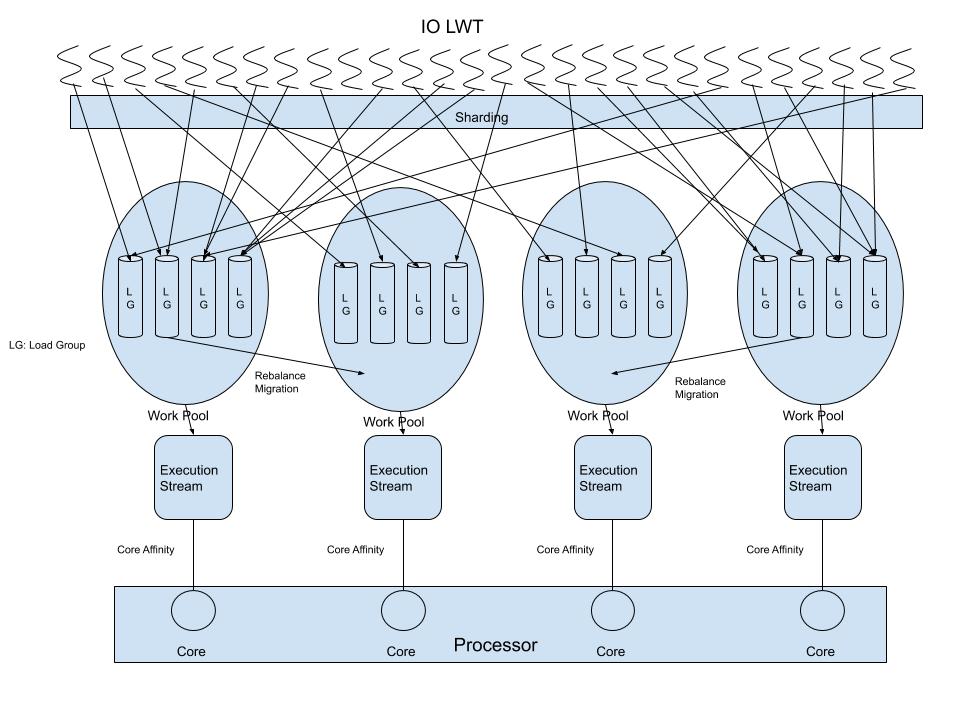 IO LWT
Sharding
L
G
L
G
L
G
L
G
L
G
L
G
L
G
L
G
L
G
L
G
L
G
L
G
L
G
L
G
L
G
L
G
LG: Load Group
Rebalance
Migration
Rebalance
Migration
Work Pool
Work Pool
Work Pool
Work Pool
Execution
Stream
Execution
Stream
Execution
Stream
Execution
Stream
Core Affinity
Core Affinity
Core Affinity
Core Affinity
Core
Core
Processor
Core
Core